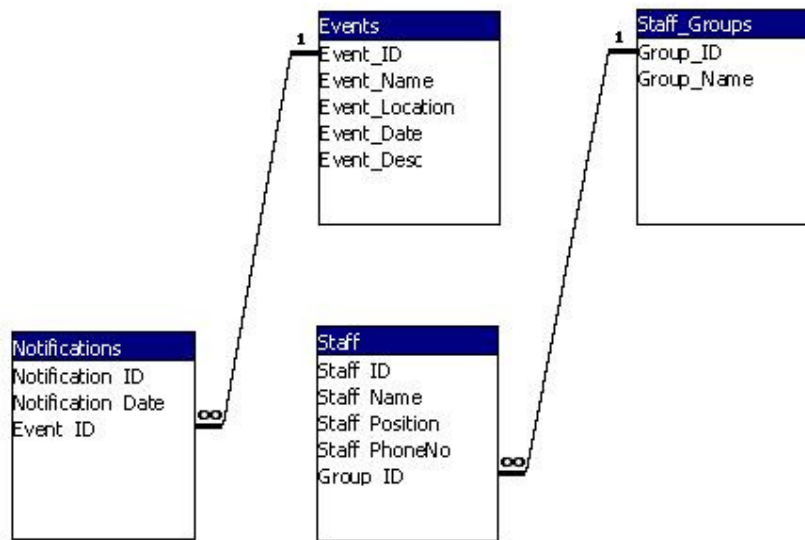 Events
1
Event_ID
Event_Name
Event_Location
Event_Date
Event_Desc
Staff_Groups
1
Group_ID
Group_Name
Notifications
Notification ID
Notification Date
Event ID
∞
Staff
Staff ID
Staff Name
Staff Position
Staff PhoneNo
Group ID
∞